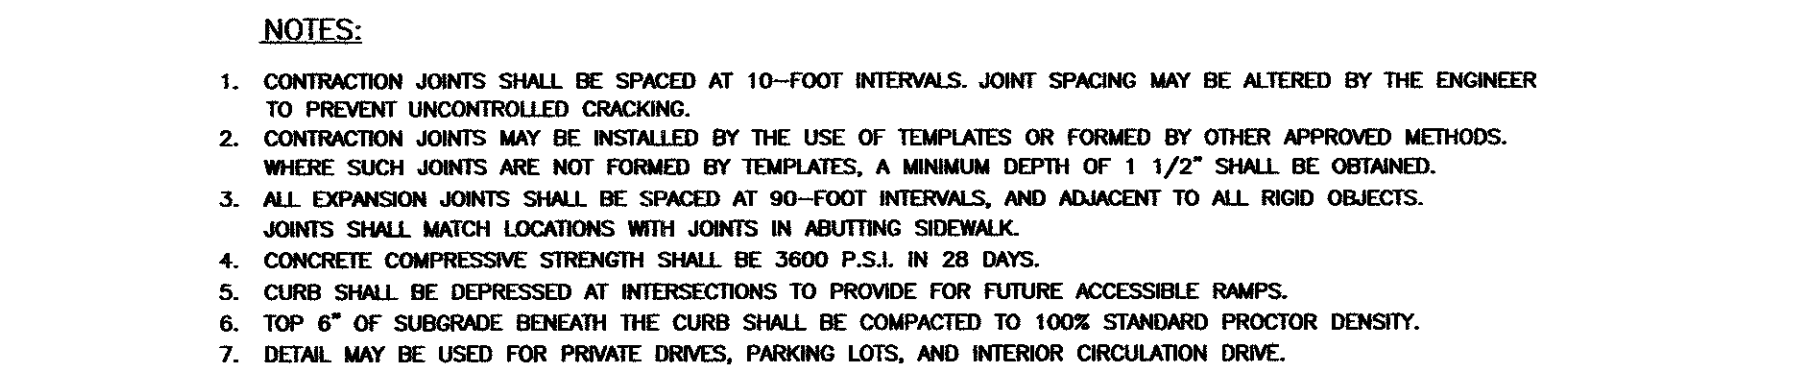 NOTES:
1. CONTRACTION JOINTS SHALL BE SPACED AT 10-FOOT INTERVALS. JOINT SPACING MAY BE ALTERED BY THE ENGINEER
TO PREVENT UNCONTROLLED CRACKING.
2. CONTRACTION JOINTS MAY BE INSTALLED BY THE USE OF TEMPLATES OR FORMED BY OTHER APPROVED METHODS.
WHERE SUCH JOINTS ARE NOT FORMED BY TEMPLATES, A MINIMUM DEPTH OF 1 1/2" SHALL BE OBTAINED.
3. ALL EXPANSION JOINTS SHALL BE SPACED AT 90-FOOT INTERVALS, AND ADJACENT TO ALL RIGID OBJECTS.
JOINTS SHALL MATCH LOCATIONS WITH JOINTS IN ABUTTING SIDEWALK.
4. CONCRETE COMPRESSIVE STRENGTH SHALL BE 3600 P.S.I. IN 28 DAYS.
5. CURB SHALL BE DEPRESSED AT INTERSECTIONS TO PROVIDE FOR FUTURE ACCESSIBLE RAMPS.
6. TOP 6" OF SUBGRADE BENEATH THE CURB SHALL BE COMPACTED TO 100% STANDARD PROCTOR DENSITY.
7. DETAIL MAY BE USED FOR PRIVATE DRIVES, PARKING LOTS, AND INTERIOR CIRCULATION DRIVE.